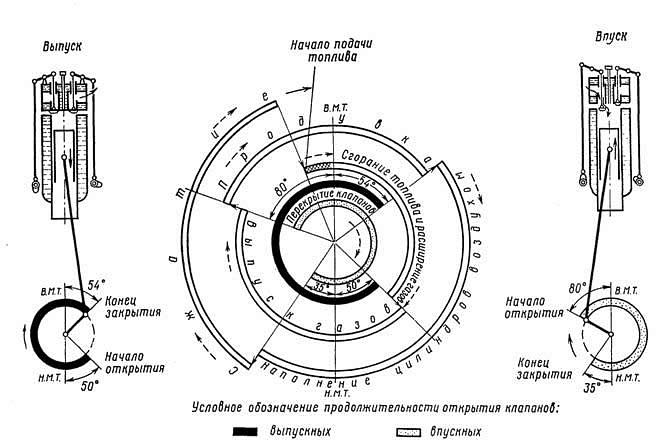 Начало подачи
топлива
Выпуск
Впуск
В.М.Т.
Сжатие
Продувка
Сгорание топлива и расширение газов
80°
54°
Перекрытие клапанов
Выпуск газов
35°
50°
Наполнение цилиндров воздухом
Н.М.Т.
В.М.Т.
54°
Конец
закрытия
Начало
открытия
Н.М.Т.
50°
80°
В.М.Т.
Начало
открытия
Конец
закрытия
35°
Н.М.Т.
Условное обозначение продолжительности открытия клапанов:
выпускных
впускных